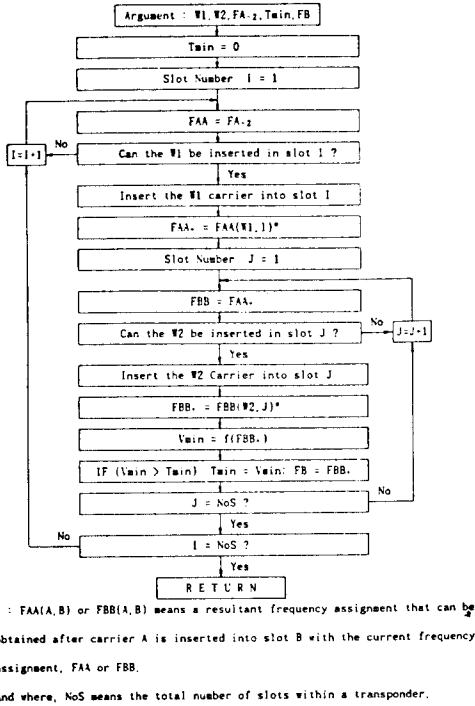 Argument : W1, W2, FA-2, Tmin, FB
Tmin = 0
Slot Number I = 1
FAA = FA-2
I=I+1
No
Can the W1 be inserted in slot I ?
Yes
Insert the W1 carrier into slot I
FAA+ = FAA(W1,I)*
Slot Number J = 1
FBB = FAA+
No
Can the W2 be inserted in slot J ?
J=J+1
Yes
Insert the W2 Carrier into slot J
FBB+ = FBB(W2,J)*
Vmin = f(FBB+)
IF (Vmin > Tmin) Tmin = Vmin: FB = FBB+
J = NoS ?
No
Yes
No
I = NoS ?
Yes
RETURN
: FAA(A,B) or FBB(A,B) means a resultant frequency assignment that can be
obtained after carrier A is inserted into slot B with the current frequency
assignment, FAA or FBB.
and where, NoS means the total number of slots within a transponder.